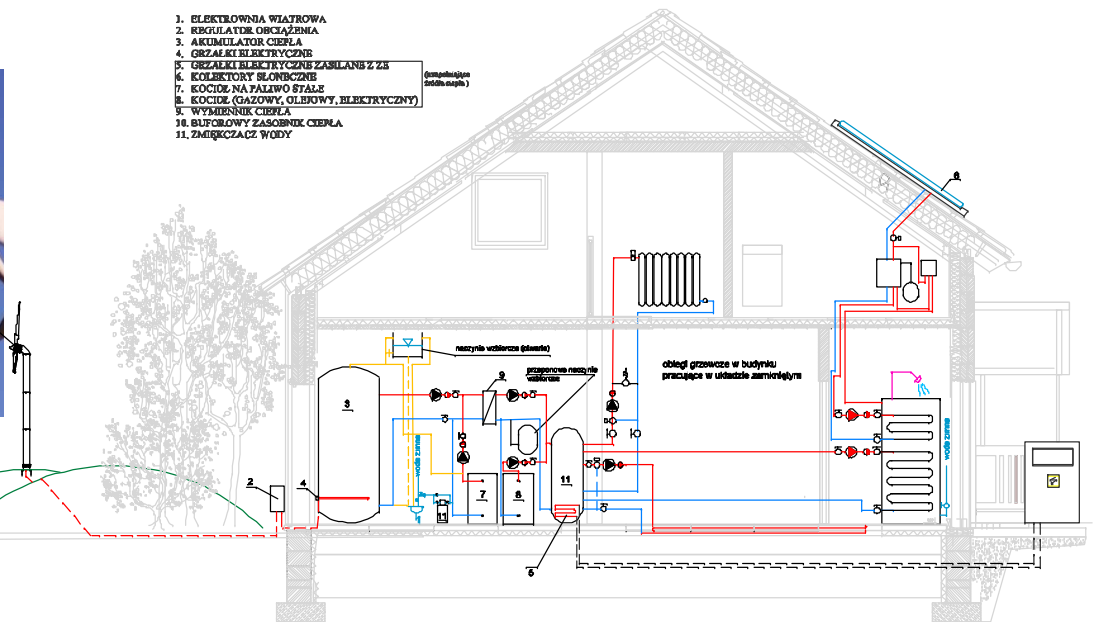 1. ELEKTROWNIA WIATROWA
2. REGULATOR OBCIĄŻENIA
3. AKUMULATOR CIEPŁA
4. GRZAŁKI ELEKTRYCZNE
5. GRZAŁKI ELEKTRYCZNE ZASILANE Z ZE
6. KOLEKTORY SŁONECZNE
7. KOCIOŁ NA PALIWO STAŁE
8. KOCIOŁ (GAZOWY, OLEJOWY, ELEKTRYCZNY)
9. WYMIENNIK CIEPŁA
10. BUFOROWY ZASOBNIK CIEPŁA
11. ZMIĘKCZACZ WODY
(uzupełniające
źródła ciepła)
6
naczynie wzbiorcze (otwarte)
przeponowe naczynie
wzbiorcze
obiegi grzewcze w budynku
pracujące w układzie zamkniętym
9
3
woda zimna
woda zimna
2
4
7
8
11
11
5